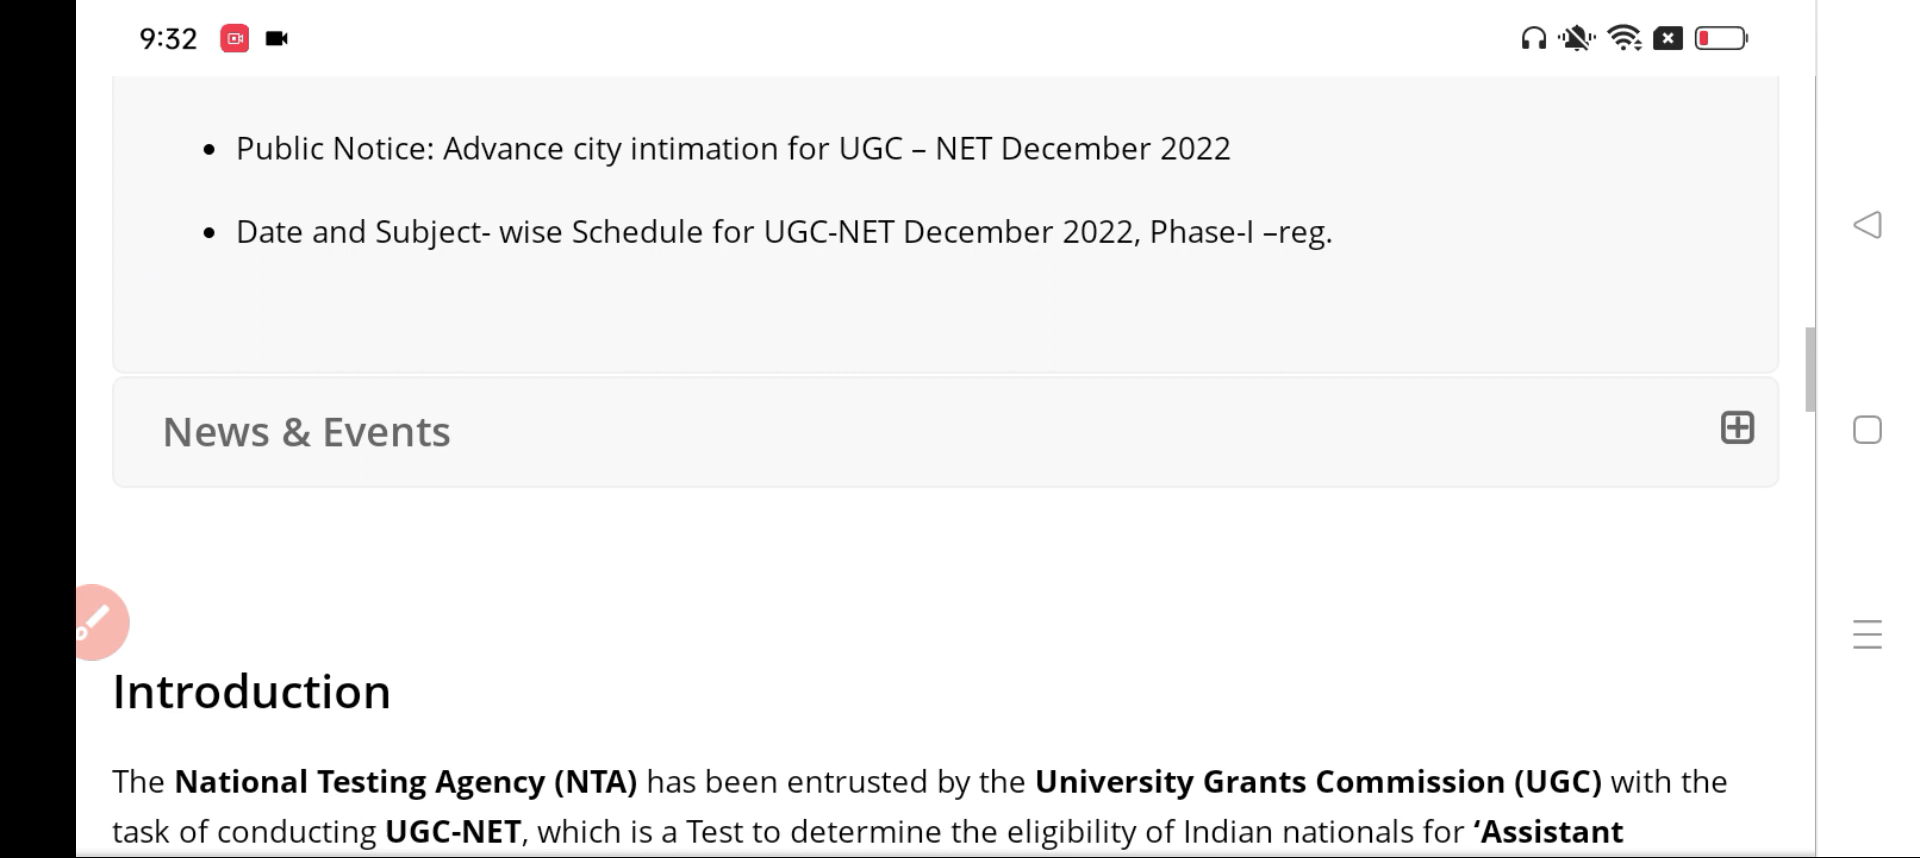 9:32
Public Notice: Advance city intimation for UGC – NET December 2022
Date and Subject- wise Schedule for UGC-NET December 2022, Phase-I –reg.
News & Events
Introduction
The National Testing Agency (NTA) has been entrusted by the University Grants Commission (UGC) with the
task of conducting UGC-NET, which is a Test to determine the eligibility of Indian nationals for ‘Assistant